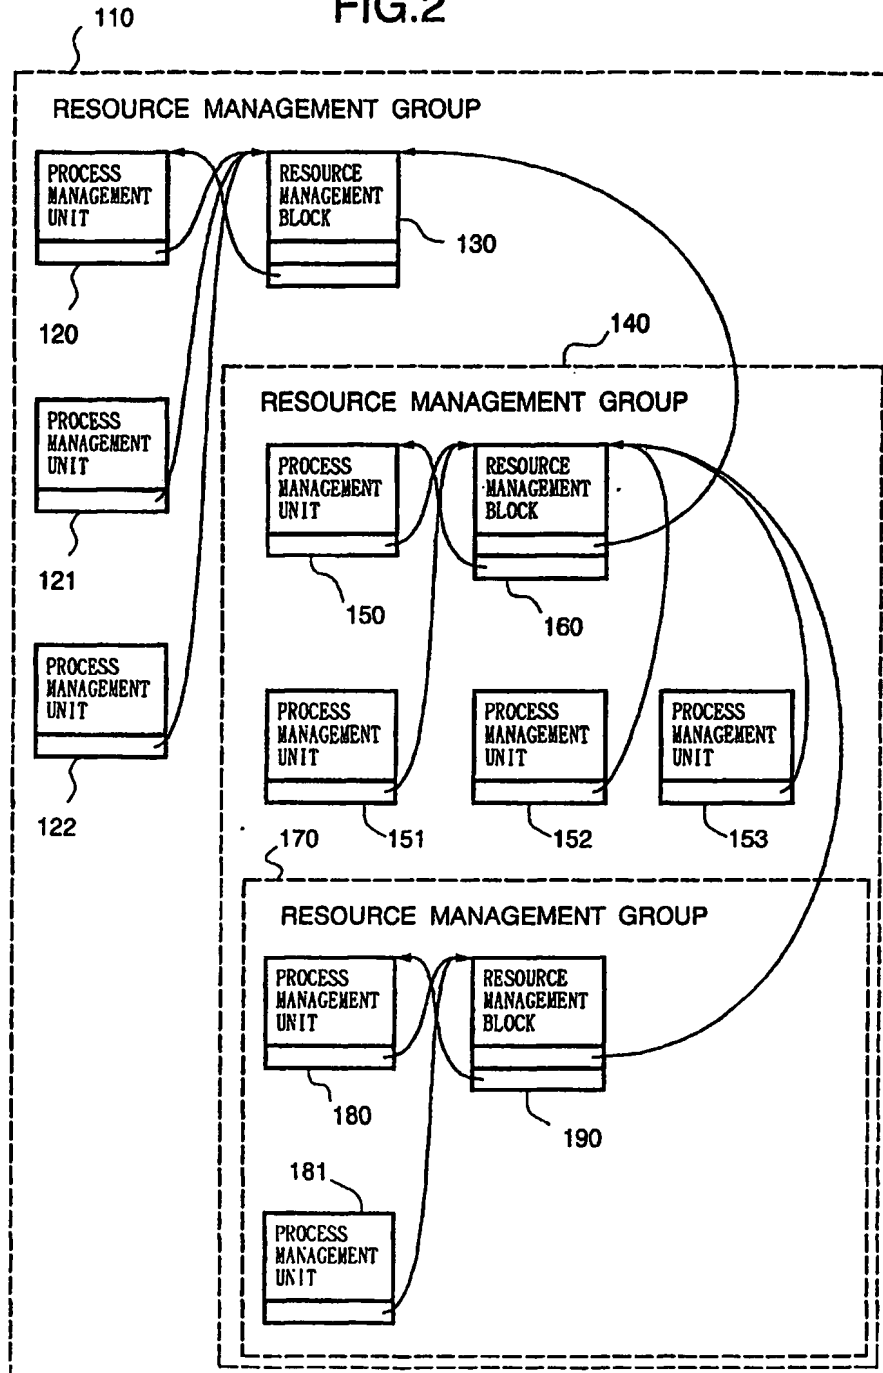 FIG.2
110
RESOURCE MANAGEMENT GROUP
PROCESS
MANAGEMENT
UNIT
RESOURCE
MANAGEMENT
BLOCK
130
120
140
RESOURCE MANAGEMENT GROUP
PROCESS
MANAGEMENT
UNIT
121
PROCESS
MANAGEMENT
UNIT
RESOURCE
MANAGEMENT
BLOCK
150
160
PROCESS
MANAGEMENT
UNIT
122
PROCESS
MANAGEMENT
UNIT
PROCESS
MANAGEMENT
UNIT
PROCESS
MANAGEMENT
UNIT
151
152
153
170
RESOURCE MANAGEMENT GROUP
PROCESS
MANAGEMENT
UNIT
RESOURCE
MANAGEMENT
BLOCK
180
190
181
PROCESS
MANAGEMENT
UNIT